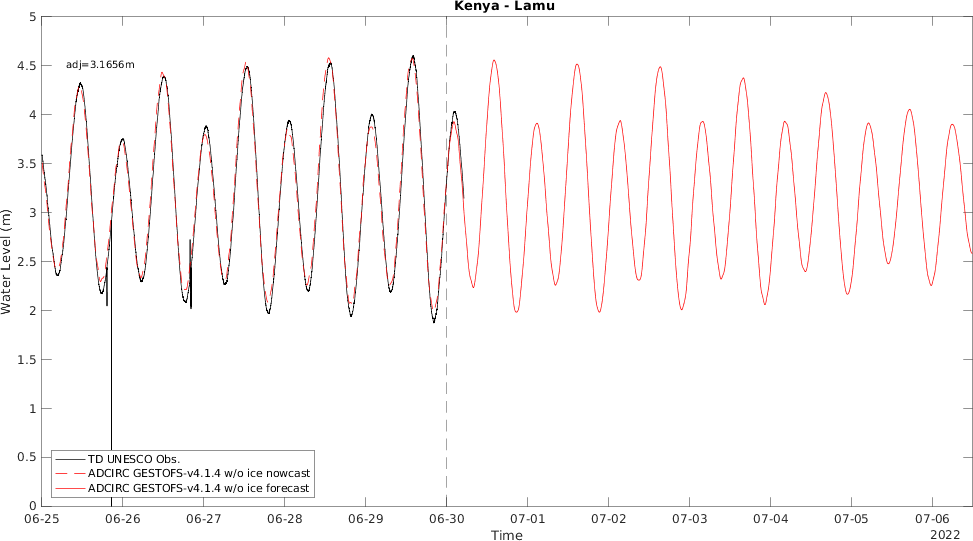 Kenya - Lamu
adj=3.1656m
5
4.5
4
3.5
3
2.5
2
1.5
1
0.5
0
Water Level (m)
TD UNESCO Obs.
ADCIRC GESTOFS-v4.1.4 w/o ice nowcast
ADCIRC GESTOFS-v4.1.4 w/o ice forecast
06-25 06-26 06-27 06-28 06-29 06-30 07-01 07-02 07-03 07-04 07-05 07-06
Time
2022